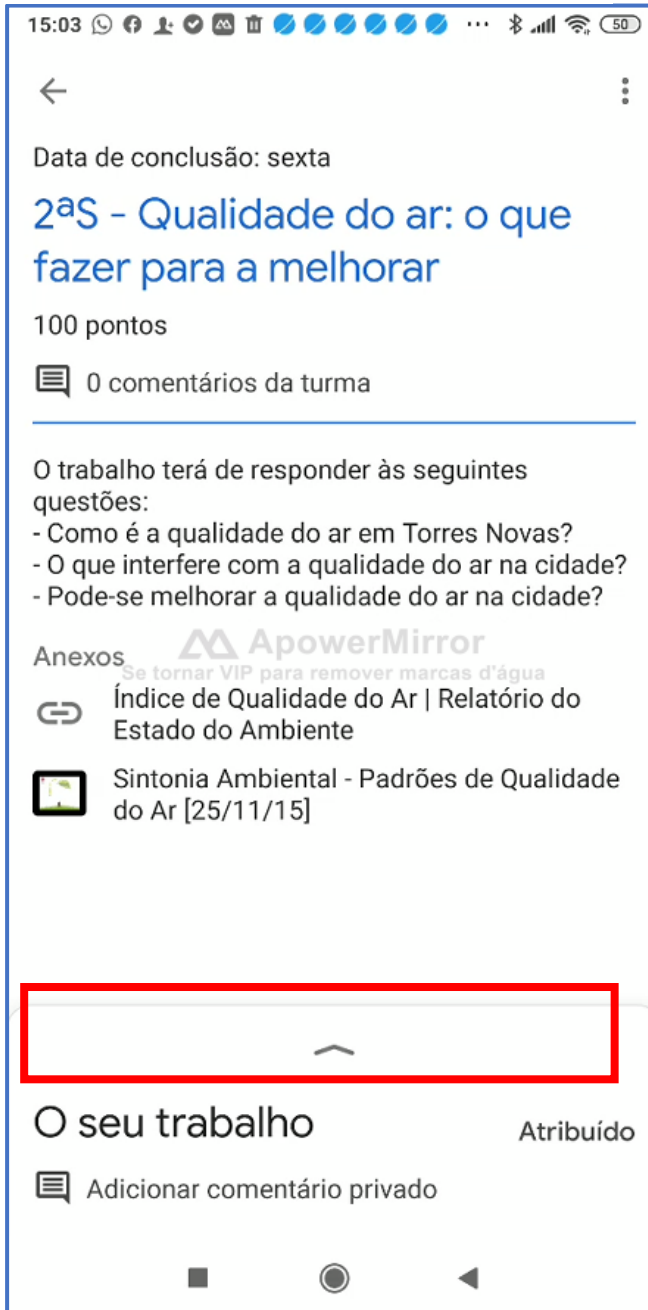 15:03 50
Data de conclusão: sexta
2ªS - Qualidade do ar: o que
fazer para a melhorar
100 pontos
0 comentários da turma
O trabalho terá de responder às seguintes
questões:
- Como é a qualidade do ar em Torres Novas?
- O que interfere com a qualidade do ar na cidade?
- Pode-se melhorar a qualidade do ar na cidade?
ApowerMirror
Anexos
Se tornar VIP para remover marcas d'água
Índice de Qualidade do Ar | Relatório do
Estado do Ambiente
Sintonia Ambiental - Padrões de Qualidade
do Ar [25/11/15]
O seu trabalho
Atribuído
Adicionar comentário privado